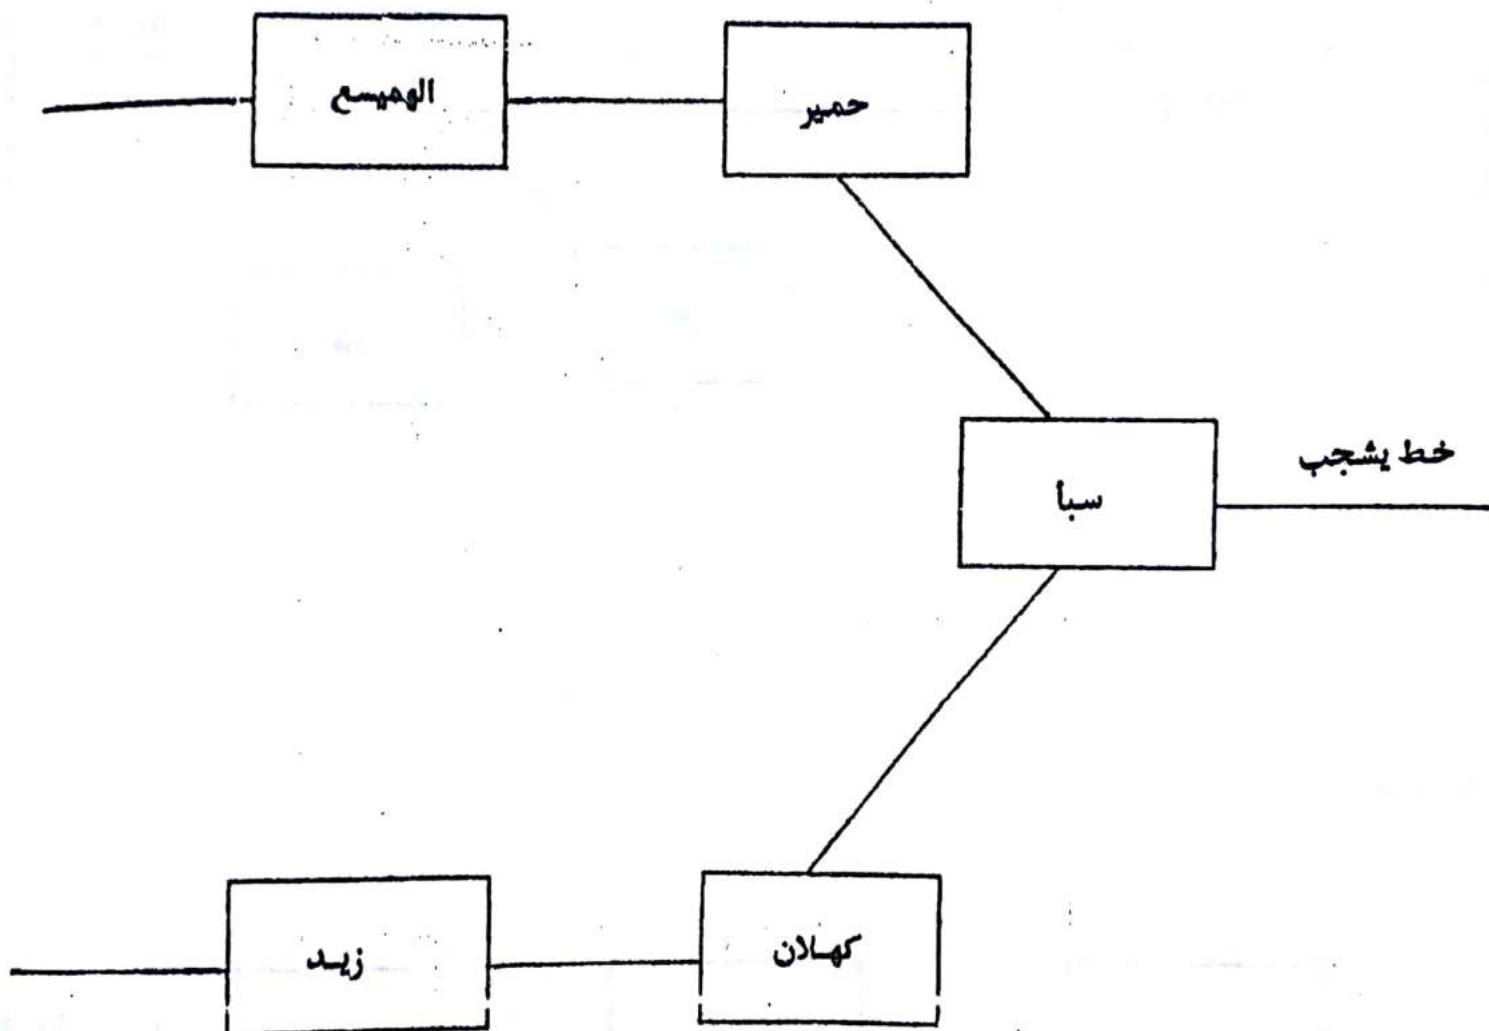 الهميسع
حمير
خط يشجب
سبأ
كهلان
زيد